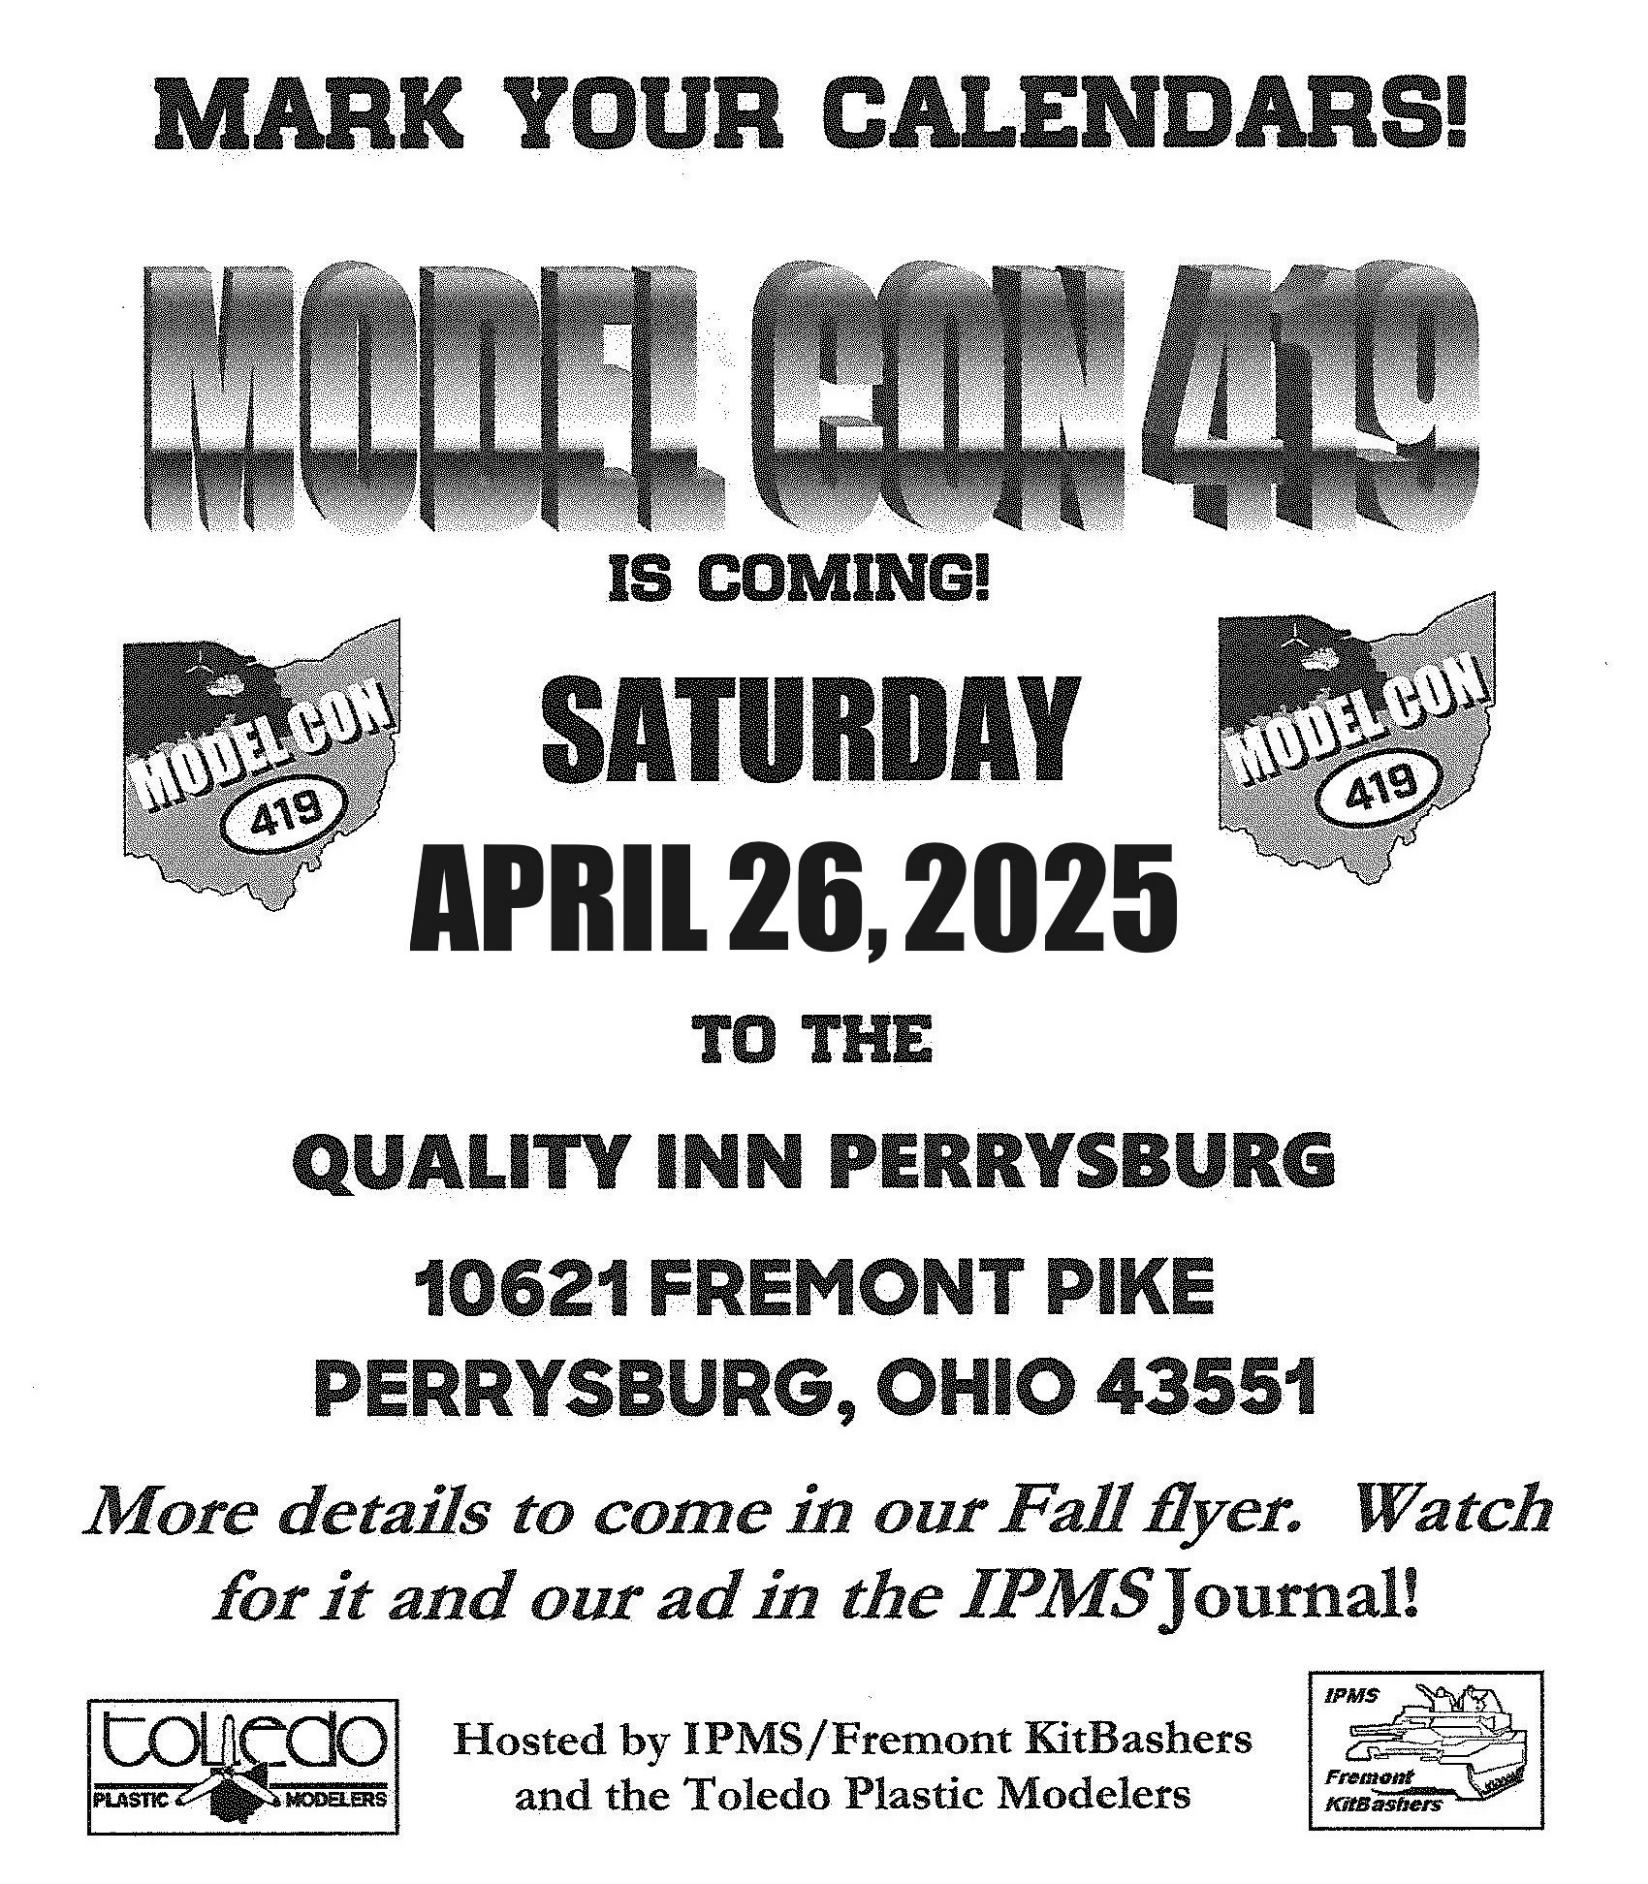 MARK YOUR CALENDARS!
MODEL CON 419
IS COMING!
MODEL CON
419
MODEL CON
419
SATURDAY
APRIL 26, 2025
TO THE
QUALITY INN PERRYSBURG
10621 FREMONT PIKE
PERRYSBURG, OHIO 43551
More details to come in our Fall flyer. Watch
for it and our ad in the IPMS Journal!
toledo
PLASTIC MODELERS
Hosted by IPMS/Fremont KitBashers
and the Toledo Plastic Modelers
IPMS
Fremont
KitBashers